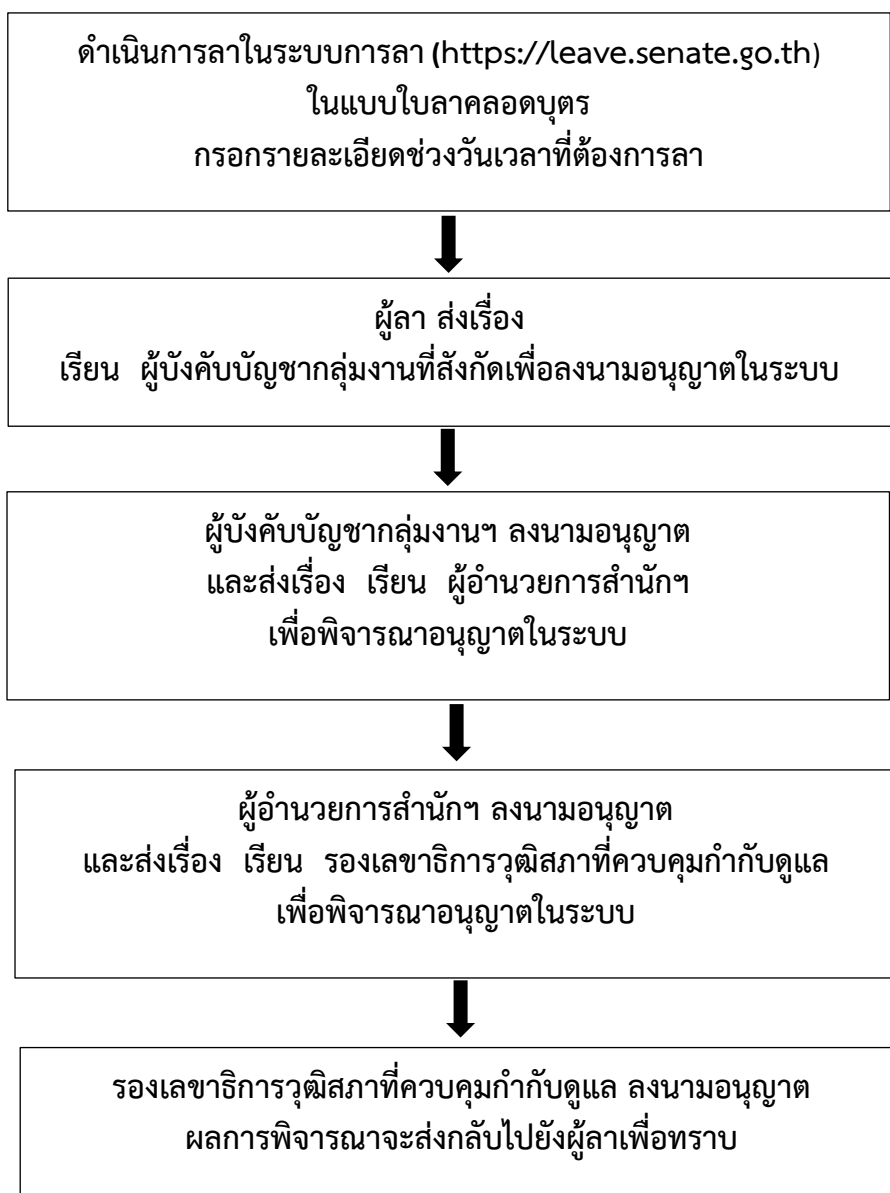 ดำเนินการลาในระบบการลา (https://leave.senate.go.th)
ในแบบใบลาคลอดบุตร
กรอกรายละเอียดช่วงวันเวลาที่ต้องการลา
ผู้ลา ส่งเรื่อง
เรียน ผู้บังคับบัญชากลุ่มงานที่สังกัดเพื่อลงนามอนุญาตในระบบ
ผู้บังคับบัญชากลุ่มงานฯ ลงนามอนุญาต
และส่งเรื่อง เรียน ผู้อำนวยการสำนักฯ
เพื่อพิจารณาอนุญาตในระบบ
ผู้อำนวยการสำนักฯ ลงนามอนุญาต
และส่งเรื่อง เรียน รองเลขาธิการวุฒิสภาที่ควบคุมกำกับดูแล
เพื่อพิจารณาอนุญาตในระบบ
รองเลขาธิการวุฒิสภาที่ควบคุมกำกับดูแล ลงนามอนุญาต
ผลการพิจารณาจะส่งกลับไปยังผู้ลาเพื่อทราบ